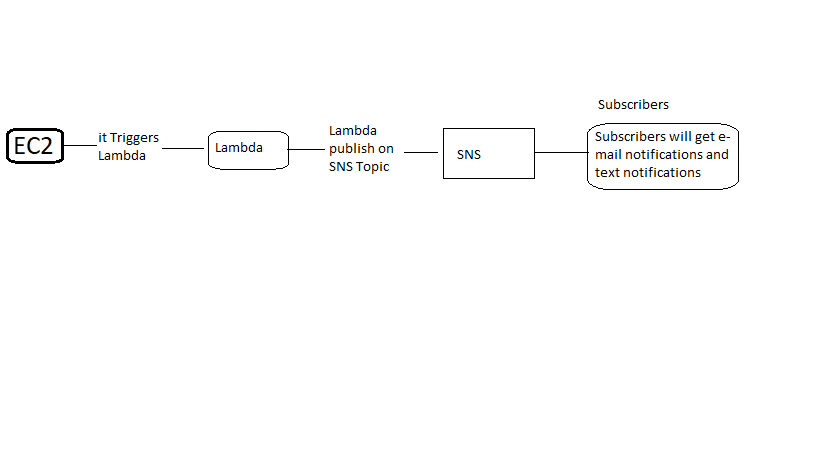 EC2
it Triggers
Lambda
Lambda
Lambda
publish on
SNS Topic
SNS
Subscribers
Subscribers will get e-
mail notifications and
text notifications